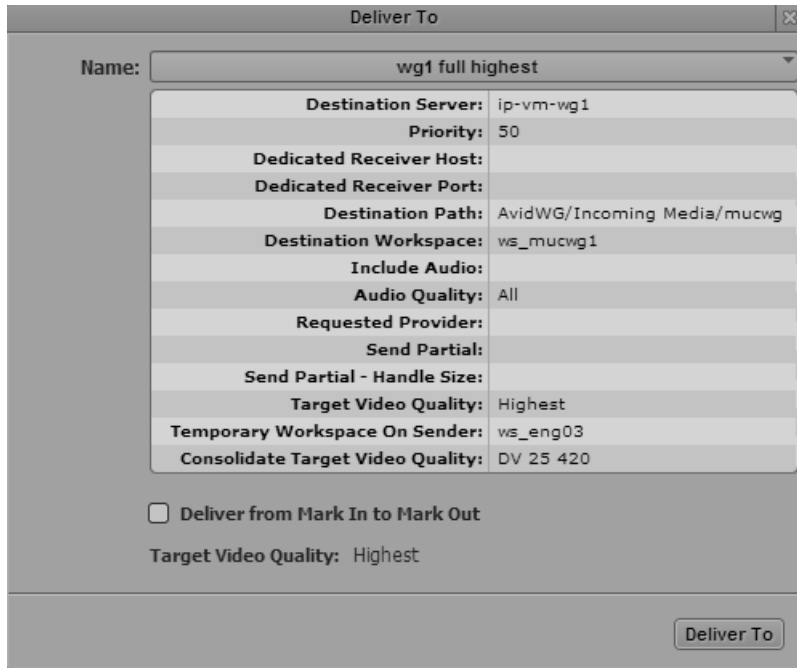 Deliver To
Name: wg1 full highest
Destination Server: ip-vm-wg1
Priority: 50
Dedicated Receiver Host:
Dedicated Receiver Port:
Destination Path: AvidWG/Incoming Media/mucwg
Destination Workspace: ws_mucwg1
Include Audio:
Audio Quality: All
Requested Provider:
Send Partial:
Send Partial - Handle Size:
Target Video Quality: Highest
Temporary Workspace On Sender: ws_eng03
Consolidate Target Video Quality: DV 25 420
Deliver from Mark In to Mark Out
Target Video Quality: Highest
Deliver To